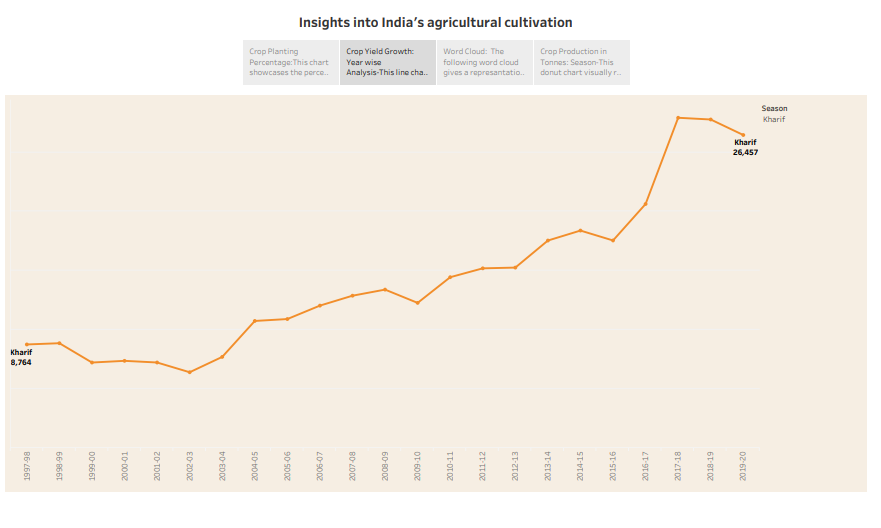 Insights into India's agricultural cultivation
Crop Planting
Percentage:This chart
showcases the perce..
Crop Yield Growth:
Year wise
Analysis-This line cha..
Word Cloud: The
following word cloud
gives a represantatio..
Crop Production in
Tonnes: Season-This
donut chart visually r..
Season
Kharif
Kharif
26,457
Kharif
8,764
1997-98
1998-99
1999-00
2000-01
2001-02
2002-03
2003-04
2004-05
2005-06
2006-07
2007-08
2008-09
2009-10
2010-11
2011-12
2012-13
2013-14
2014-15
2015-16
2016-17
2017-18
2018-19
2019-20